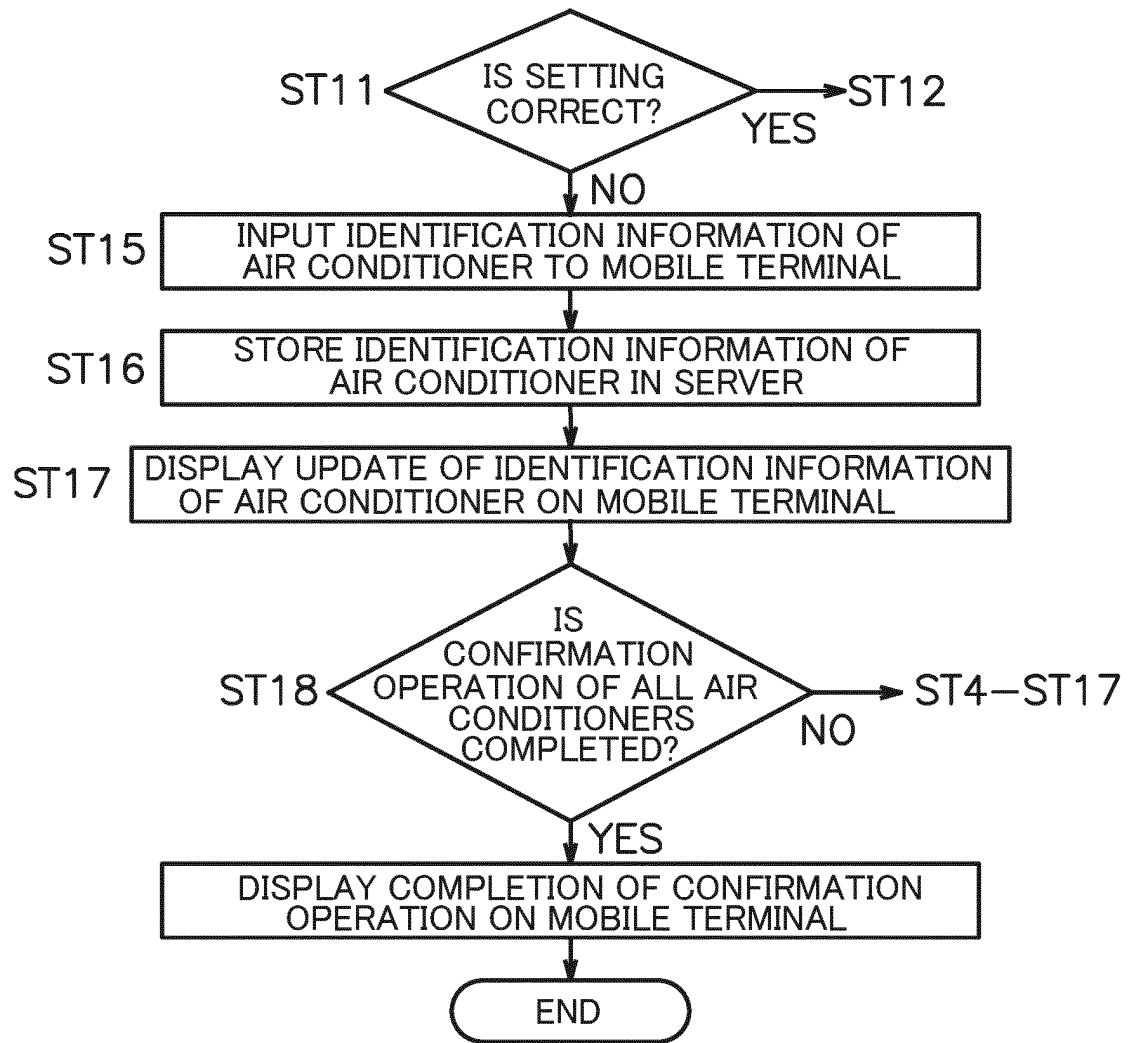 IS SETTING
CORRECT?
ST11
ST12
YES
NO
ST15
INPUT IDENTIFICATION INFORMATION OF
AIR CONDITIONER TO MOBILE TERMINAL
ST16
STORE IDENTIFICATION INFORMATION OF
AIR CONDITIONER IN SERVER
ST17
DISPLAY UPDATE OF IDENTIFICATION INFORMATION
OF AIR CONDITIONER ON MOBILE TERMINAL
ST18
IS
CONFIRMATION
OPERATION OF ALL AIR
CONDITIONERS
COMPLETED?
ST4-ST17
NO
YES
DISPLAY COMPLETION OF CONFIRMATION
OPERATION ON MOBILE TERMINAL
END